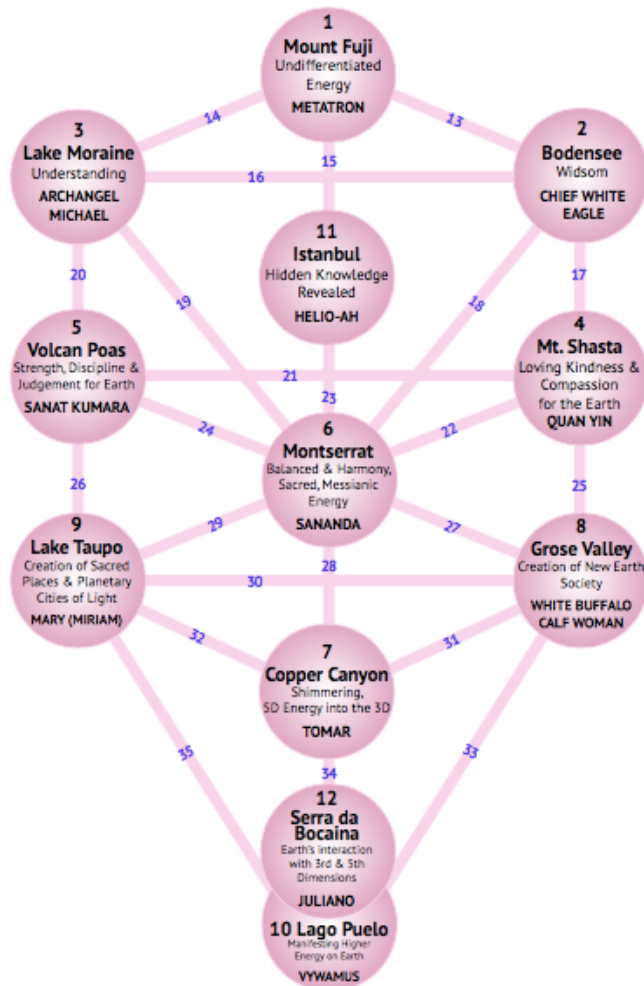 1
Mount Fuji
Undifferentiated
Energy
METATRON
14
13
3
Lake Moraine
Understanding
ARCHANGEL
MICHAEL
2
Bodensee
Widsom
CHIEF WHITE
EAGLE
15
16
11
Istanbul
Hidden Knowledge
Revealed
HELIO-AH
20
19
18
17
5
Volcan Poas
Strength, Discipline &
Judgement for Earth
SANAT KUMARA
4
Mt. Shasta
Loving Kindness &
Compassion
for the Earth
QUAN YIN
21
23
24
22
6
Montserrat
Balanced & Harmony,
Sacred, Messianic
Energy
SANANDA
26
25
9
Lake Taupo
Creation of Sacred
Places & Planetary
Cities of Light
MARY (MIRIAM)
8
Grose Valley
Creation of New Earth
Society
WHITE BUFFALO
CALF WOMAN
29
27
28
30
32
31
7
Copper Canyon
Shimmering,
5D Energy into the 3D
TOMAR
35
33
34
12
Serra da
Bocaina
Earth's interaction
with 3rd & 5th
Dimensions
JULIANO
10 Lago Puelo
Manifesting Higher
Energy on Earth
VYWAMUS